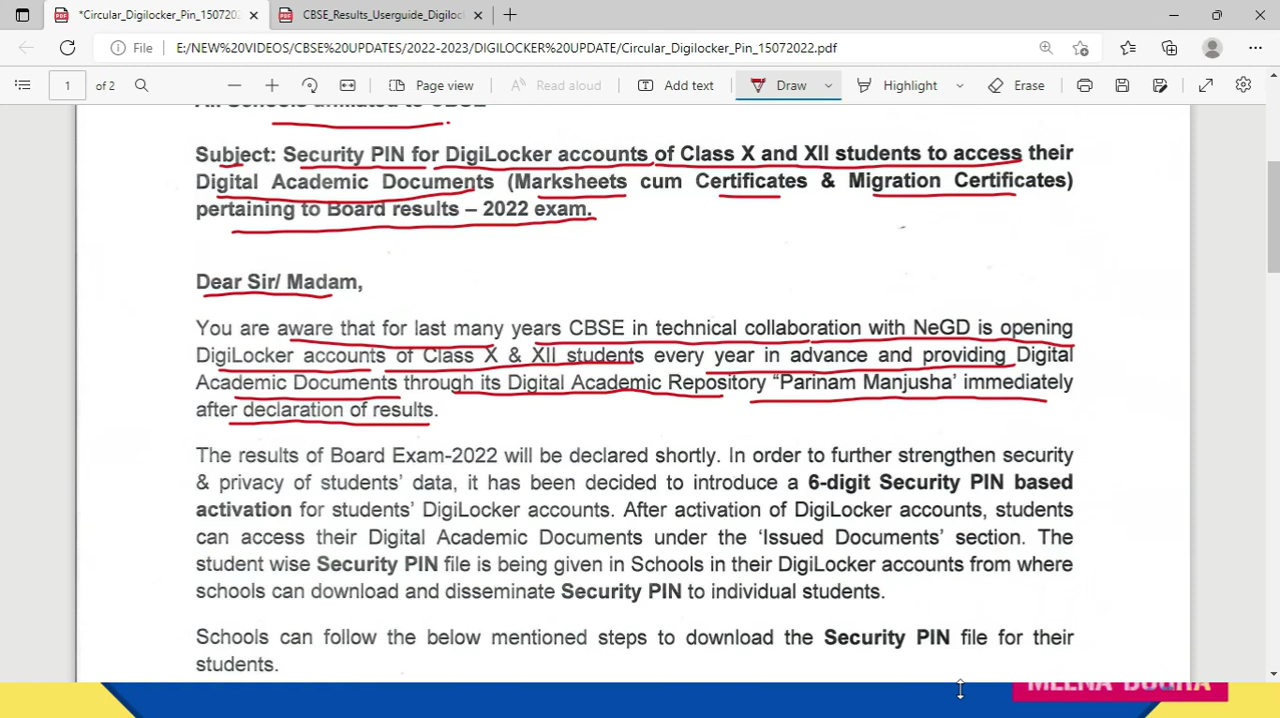 *Circular_Digilocker_Pin_1507202
CBSE_Results_Userguide_Digiloc
File
E:/NEW%20VIDEOS/CBSE%20UPDATES/2022-2023/DIGILOCKER%20UPDATE/Circular_Digilocker_Pin_15072022.pdf
1 of 2
Page view
Read aloud
Add text
Draw
Highlight
Erase
All Schools affiliated to CBSE
Subject: Security PIN for DigiLocker accounts of Class X and XII students to access their
Digital Academic Documents (Marksheets cum Certificates & Migration Certificates)
pertaining to Board results – 2022 exam.
Dear Sir/ Madam,
You are aware that for last many years CBSE in technical collaboration with NeGD is opening
DigiLocker accounts of Class X & XII students every year in advance and providing Digital
Academic Documents through its Digital Academic Repository “Parinam Manjusha’ immediately
after declaration of results.
The results of Board Exam-2022 will be declared shortly. In order to further strengthen security
& privacy of students’ data, it has been decided to introduce a 6-digit Security PIN based
activation for students’ DigiLocker accounts. After activation of DigiLocker accounts, students
can access their Digital Academic Documents under the ‘Issued Documents’ section. The
student wise Security PIN file is being given in Schools in their DigiLocker accounts from where
schools can download and disseminate Security PIN to individual students.
Schools can follow the below mentioned steps to download the Security PIN file for their
students.
MEENA DUGHA